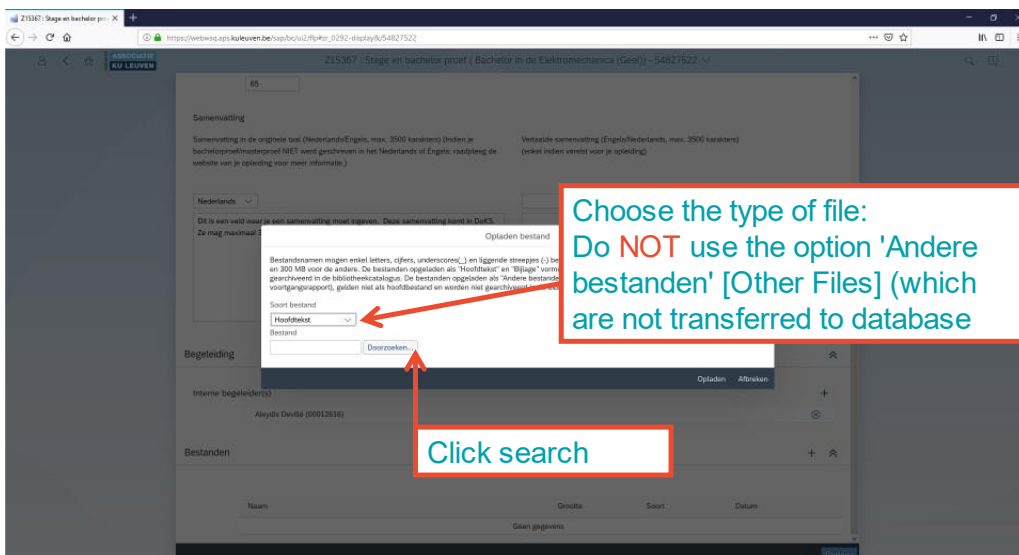 Z15367: Stage en bachelor pro
https://webwsq.aps.kuleuven.be/sap/bc/ui2/flp#zr_0292-display&/54827522
ASSOCIATIE
KU LEUVEN
Z15367 : Stage en bachelor proef ( Bachelor in de Elektromechanica (Geel)) - 54827522
65
Samenvatting
Samenvatting in de originele taal (Nederlands/Engels, max. 3500 karakters) (Indien je
bachelorproef/masterproef NIET werd geschreven in het Nederlands of Engels: raadpleeg de
website van je opleiding voor meer informatie.)
Vertaalde samenvatting (Engels/Nederlands, max. 3500 karakters)
(enkel indien vereist voor je opleiding)
Nederlands
Dit is een veld waar je een samenvatting moet ingeven. Deze samenvatting komt in DeKS.
Ze mag maximaal
Choose the type of file:
Do NOT use the option 'Andere
bestanden' [Other Files] (which
are not transferred to database
Opladen bestand
Bestandsnamen mogen enkel letters, cijfers, underscores(_) en liggende streepjes (-) be
en 300 MB voor de andere. De bestanden opgeladen als "Hoofdtekst" en "Bijlage" vorme
gearchiveerd in de bibliotheekcatalogus. De bestanden opgeladen als "Andere bestande
voortgangsrapport), gelden niet als hoofdbestand en worden niet gearchiveerd
Soort bestand
Hoofdtekst
Bestand
Doorzoeken...
Opladen Afbreken
Begeleiding
Interne begeleider(s)
Aleydis Devillé (00012616)
Click search
Bestanden
Naam Grootte Soort Datum
Geen gegevens